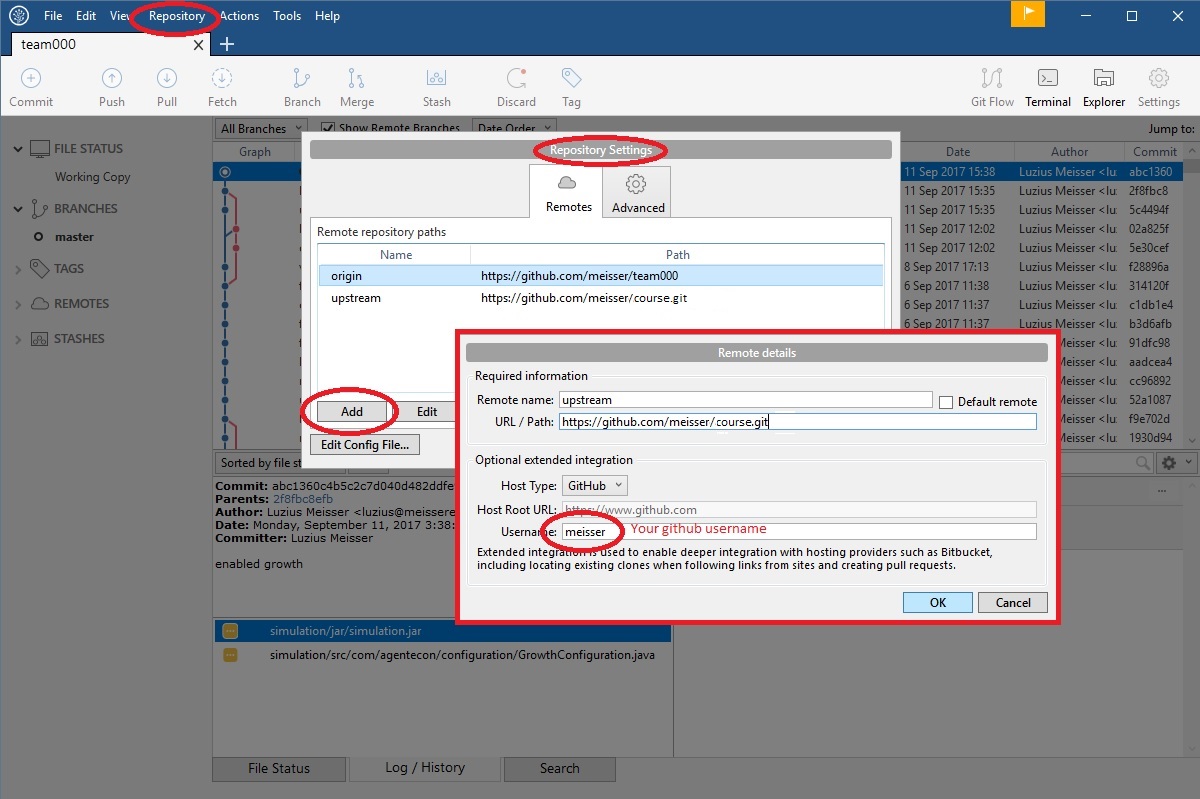 File Edit View Repository Actions Tools Help
team000
Commit Push Pull Fetch Branch Merge Stash Discard Tag Git Flow Terminal Explorer Settings
All Branches Show Remote Branches Date Order Jump to:
Graph Date Author Commit
FILE STATUS
Working Copy
BRANCHES
master
TAGS
REMOTES
STASHES
11 Sep 2017 15:38 Luzius Meisser <lu: abc1360
11 Sep 2017 15:35 Luzius Meisser <lu: 2f8fbc8
11 Sep 2017 15:35 Luzius Meisser <lu: 5c4494f
11 Sep 2017 12:02 Luzius Meisser <lu: 02a825f
11 Sep 2017 12:02 Luzius Meisser <lu: 5e30cef
8 Sep 2017 17:13 Luzius Meisser <lu: f28896a
6 Sep 2017 11:38 Luzius Meisser <lu: 314120f
6 Sep 2017 11:37 Luzius Meisser <lu: c1db1e4
6 Sep 2017 11:37 Luzius Meisser <lu: b3d6afb
Meisser <lu: 91dfc98
Meisser <lu: aadcea4
Meisser <lu: cc96892
Meisser <lu: 52a1087
Meisser <lu: f9e702d
Meisser <lu: 1930d94
Repository Settings
Remotes Advanced
Remote repository paths
Name Path
origin https://github.com/meisser/team000
upstream https://github.com/meisser/course.git
Add Edit
Edit Config File...
Remote details
Required information
Remote name: upstream Default remote
URL / Path: https://github.com/meisser/course.git
Optional extended integration
Host Type: GitHub
Host Root URL: https://www.github.com
Username: meisser Your github username
Extended integration is used to enable deeper integration with hosting providers such as Bitbucket,
including locating existing clones when following links from sites and creating pull requests.
OK Cancel
Sorted by file st
Commit: abc1360c4b5c2c7d040d482ddfe
Parents: 2f8fbc8efb
Author: Luzius Meisser <luzius@meissere
Date: Monday, September 11, 2017 3:38:
Committer: Luzius Meisser
enabled growth
simulation/jar/simulation.jar
simulation/src/com/agentecon/configuration/GrowthConfiguration.java
File Status Log / History Search